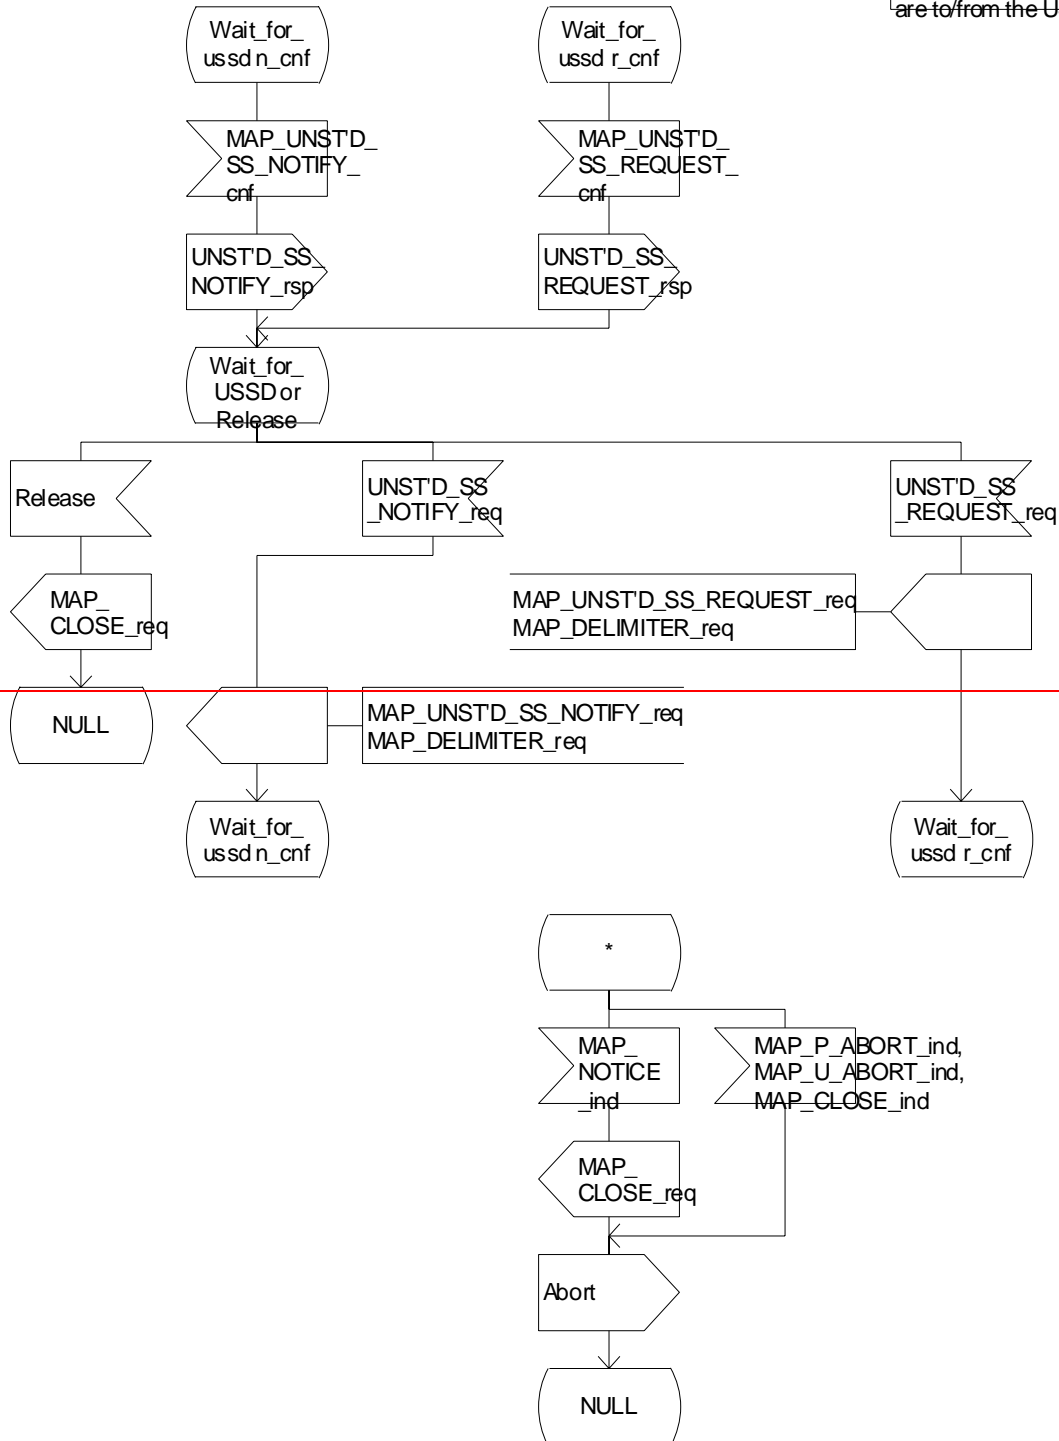 are to/from the U
Wait_for_
ussd n_cnf
Wait_for_
ussd r_cnf
MAP_UNST'D_
SS_NOTIFY_
cnf
MAP_UNST'D_
SS_REQUEST_
cnf
UNST'D_SS_
NOTIFY_rsp
UNST'D_SS_
REQUEST_rsp
Wait_for_
USSD or
Release
Release
UNST'D_SS
_NOTIFY_req
UNST'D_SS
_REQUEST_req
MAP_
CLOSE_req
MAP_UNST'D_SS_REQUEST_req
MAP_DELIMITER_req
NULL
MAP_UNST'D_SS_NOTIFY_req
MAP_DELIMITER_req
Wait_for_
ussd n_cnf
Wait_for_
ussd r_cnf
*
MAP_
NOTICE
_ind
MAP_P_ABORT_ind,
MAP_U_ABORT_ind,
MAP_CLOSE_ind
MAP_
CLOSE_req
Abort
NULL